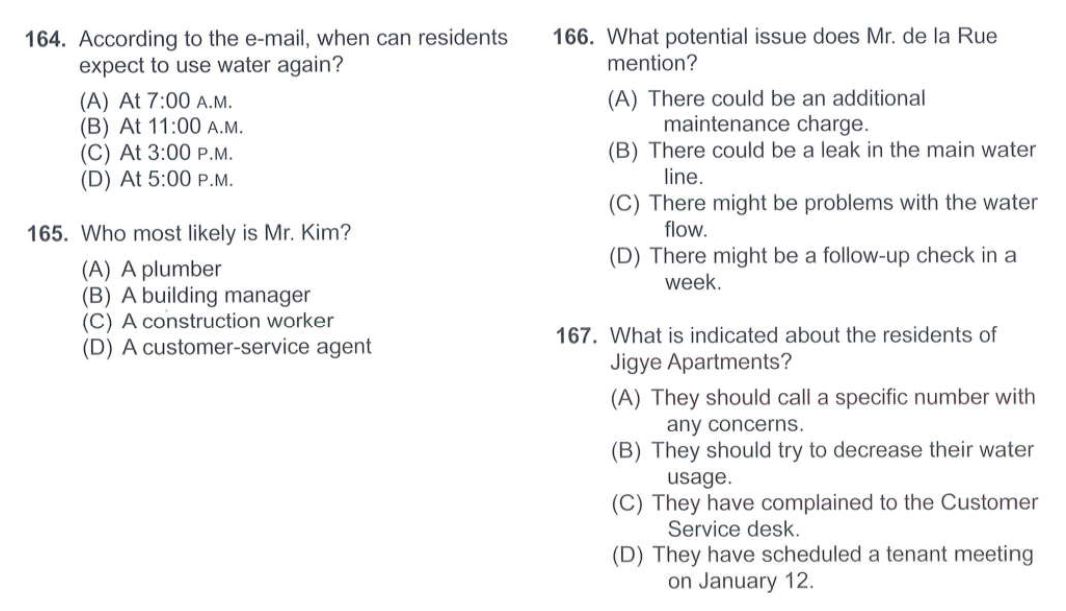 164. According to the e-mail, when can residents
expect to use water again?
(A) At 7:00 A.M.
(B) At 11:00 A.M.
(C) At 3:00 P.M.
(D) At 5:00 P.M.
165. Who most likely is Mr. Kim?
(A) A plumber
(B) A building manager
(C) A construction worker
(D) A customer-service agent
166. What potential issue does Mr. de la Rue
mention?
(A) There could be an additional
maintenance charge.
(B) There could be a leak in the main water
line.
(C) There might be problems with the water
flow.
(D) There might be a follow-up check in a
week.
167. What is indicated about the residents of
Jigye Apartments?
(A) They should call a specific number with
any concerns.
(B) They should try to decrease their water
usage.
(C) They have complained to the Customer
Service desk.
(D) They have scheduled a tenant meeting
on January 12.